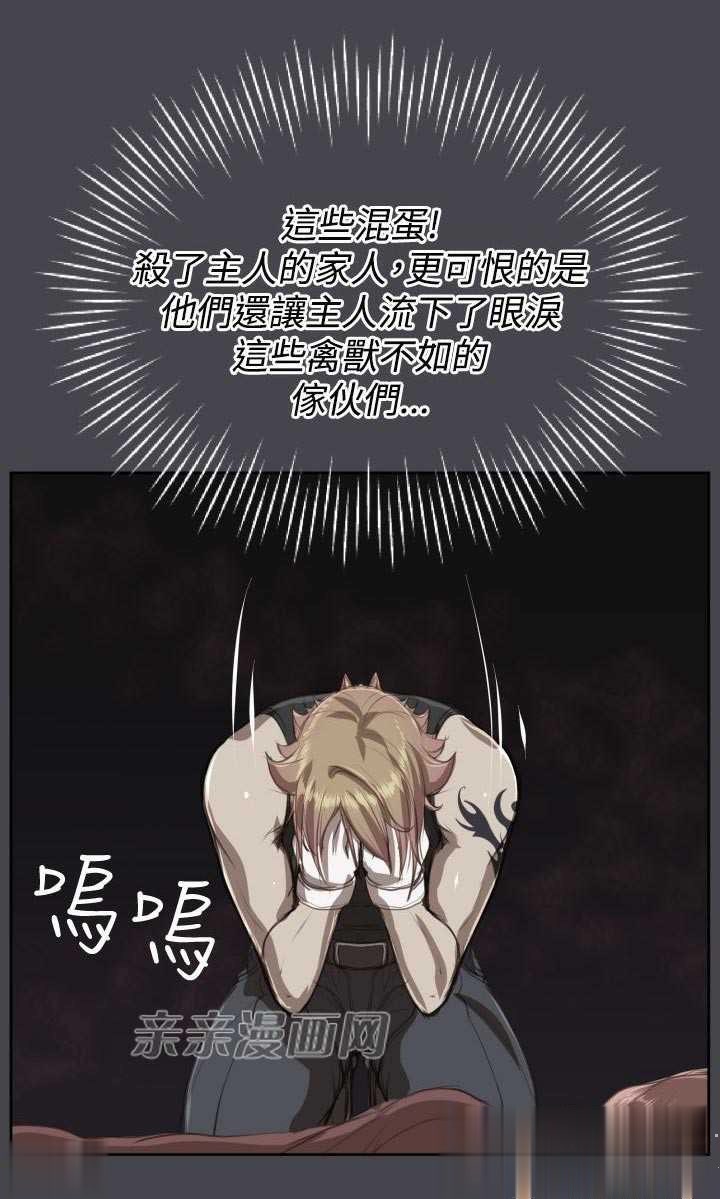 這些混蛋!
殺了主人的家人,更可恨的是
他們還讓主人流下了眼淚
這些禽獸不如的
傢伙們...
嗚嗚
亲亲漫画网